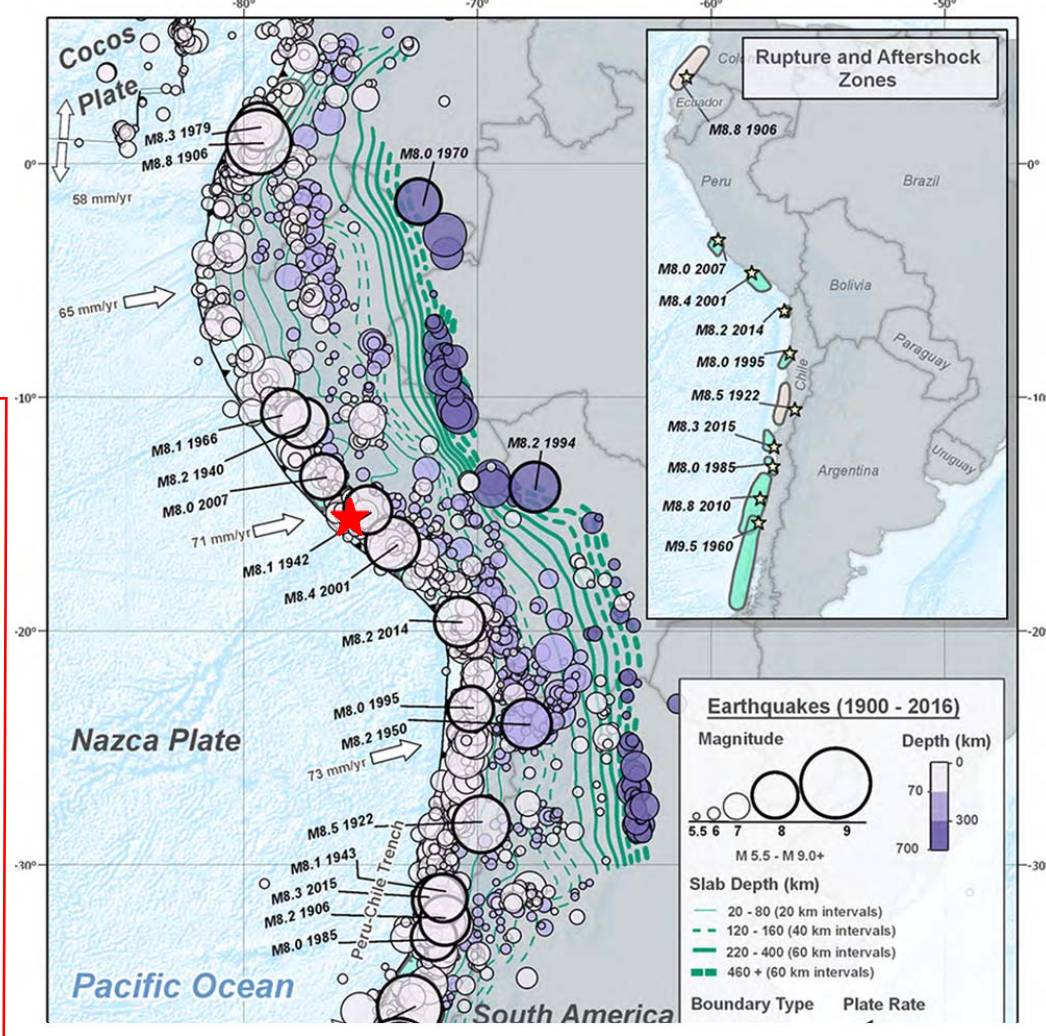 -80°
-70°
-60°
-50°
Cocos
Plate
M8.3 1979
M8.8 1906
58 mm/yr
0°
M8.0 1970
65 mm/yr
-10°
M8.1 1966
M8.2 1940
M8.0 2007
71 mm/yr
M8.1 1942
M8.4 2001
M8.2 1994
-20°
M8.2 2014
M8.0 1995
M8.2 1950
73 mm/yr
Nazca Plate
M8.5 1922
-30°
M8.1 1943
M8.3 2015
M8.2 1906
M8.0 1985
Peru-Chile Trench
Pacific Ocean
South America
Rupture and Aftershock
Zones
Ecuador
M8.8 1906
Peru
Brazil
M8.0 2007
M8.4 2001
Bolivia
M8.2 2014
M8.0 1995
Paraguay
Chile
M8.5 1922
M8.3 2015
M8.0 1985
Argentina
Uruguay
M8.8 2010
M9.5 1960
0°
-10
-20
-30
Earthquakes (1900 - 2016)
Magnitude
Depth (km)
0
70
300
700
5.5 6 7 8 9
M 5.5 - M 9.0+
Slab Depth (km)
20 - 80 (20 km intervals)
120 - 160 (40 km intervals)
220 - 400 (60 km intervals)
460 + (60 km intervals)
Boundary Type Plate Rate